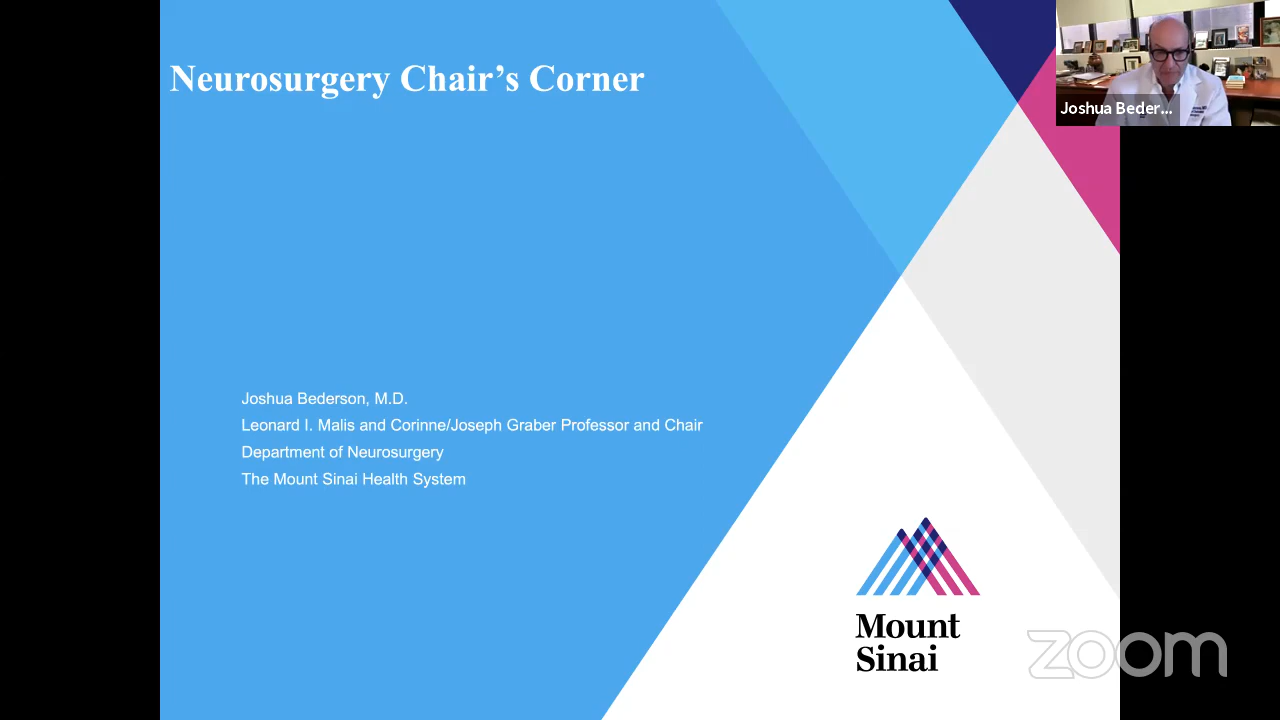 Neurosurgery Chair's Corner
Joshua Beder...
Joshua Bederson, M.D.
Leonard I. Malis and Corinne/Joseph Graber Professor and Chair
Department of Neurosurgery
The Mount Sinai Health System
Mount
Sinai
zoom